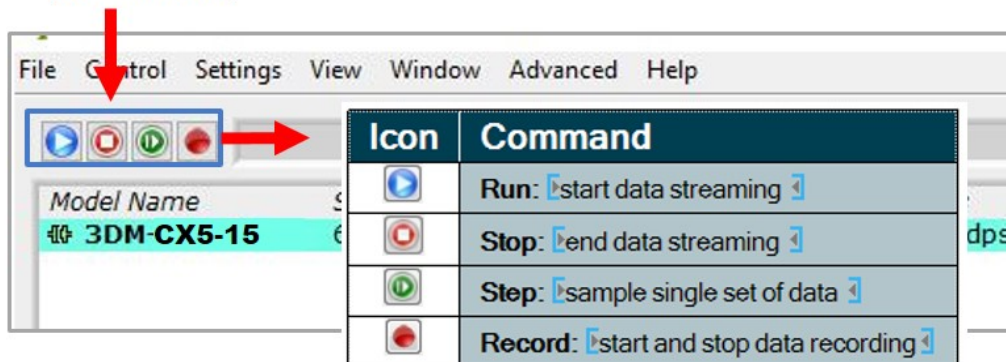 File Control Settings View Window Advanced Help
Icon Command
Run: start data streaming
Model Name
Stop: end data streaming
3DM-CX5-15
dps
Step: sample single set of data
Record: start and stop data recording